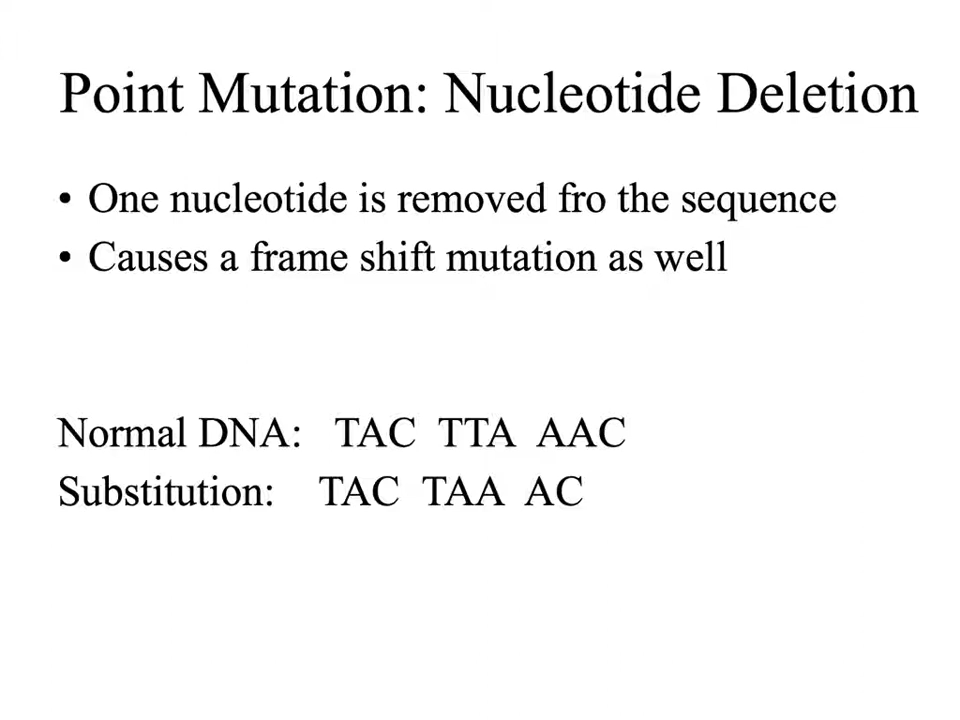 Point Mutation: Nucleotide Deletion
• One nucleotide is removed fro the sequence
• Causes a frame shift mutation as well
Normal DNA: TAC TTA AAC
Substitution: TAC TAA AC